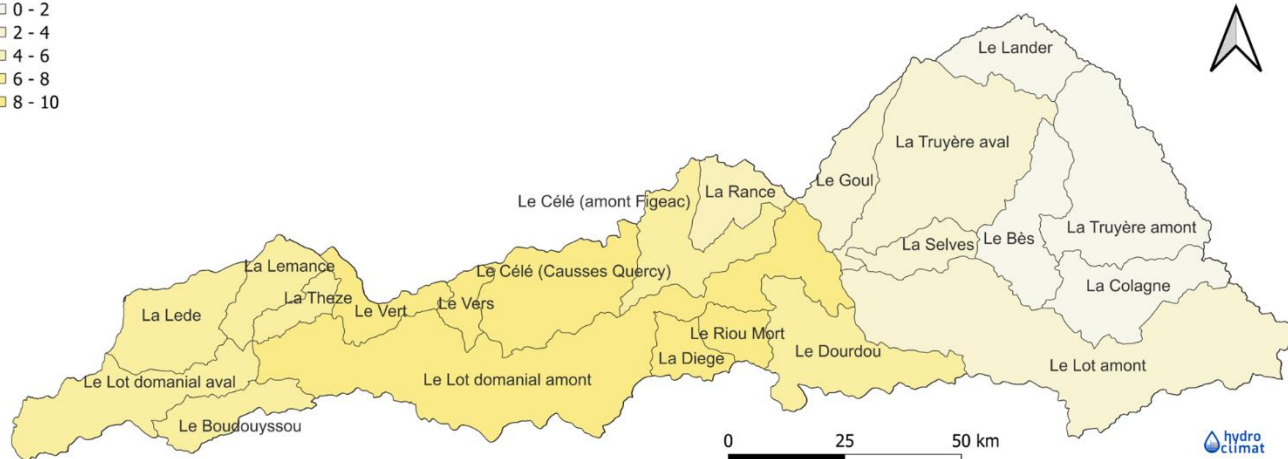 0 - 2
2 - 4
4 - 6
6 - 8
8 - 10
Le Lander
La Truyère aval
Le Goul
La Rance
Le Célé (amont Figeac)
La Selves
Le Bès
La Truyère amont
La Colagne
La Lemance
La Theze
Le Célé (Causses Quercy)
Le Vers
Le Vert
La Lede
Le Riou Mort
La Diege
Le Dourdou
Le Lot amont
Le Lot domanial aval
Le Lot domanial amont
Le Boudouyssou
0 25 50 km
hydro
climat